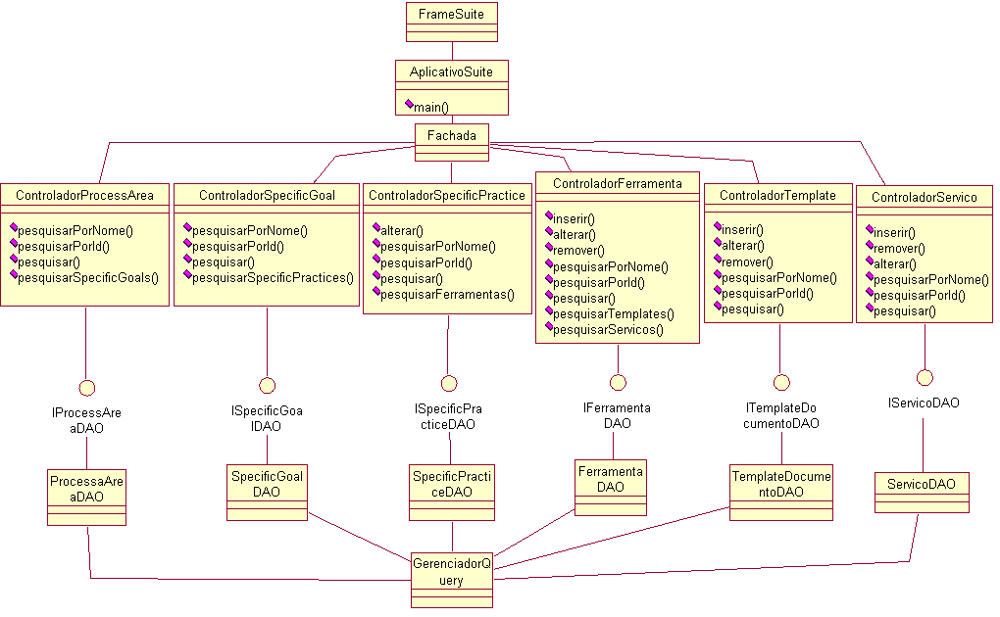 FrameSuite
AplicativoSuite
main()
Fachada
ControladorProcessArea
pesquisarPorNome()
pesquisarPorId()
pesquisar()
pesquisarSpecificGoals()
ControladorSpecificGoal
pesquisarPorNome()
pesquisarPorId()
pesquisar()
pesquisarSpecificPractices()
ControladorSpecificPractice
alterar()
pesquisarPorNome()
pesquisarPorId()
pesquisar()
pesquisarFerramentas()
ControladorFerramenta
inserir()
alterar()
remover()
pesquisarPorNome()
pesquisarPorId()
pesquisar()
pesquisarTemplates()
pesquisarServicos()
ControladorTemplate
inserir()
alterar()
remover()
pesquisarPorNome()
pesquisarPorId()
pesquisar()
ControladorServico
inserir()
remover()
alterar()
pesquisarPorNome()
pesquisarPorId()
pesquisar()
IProcessAre
aDAO
ISpecificGoa
lDAO
ISpecificPra
cticeDAO
IFerramenta
DAO
ITemplateDo
cumentoDAO
IServicoDAO
ProcessaAre
aDAO
SpecificGoal
DAO
SpecificPracti
ceDAO
Ferramenta
DAO
TemplateDocume
ntoDAO
ServicoDAO
GerenciadorQ
uery